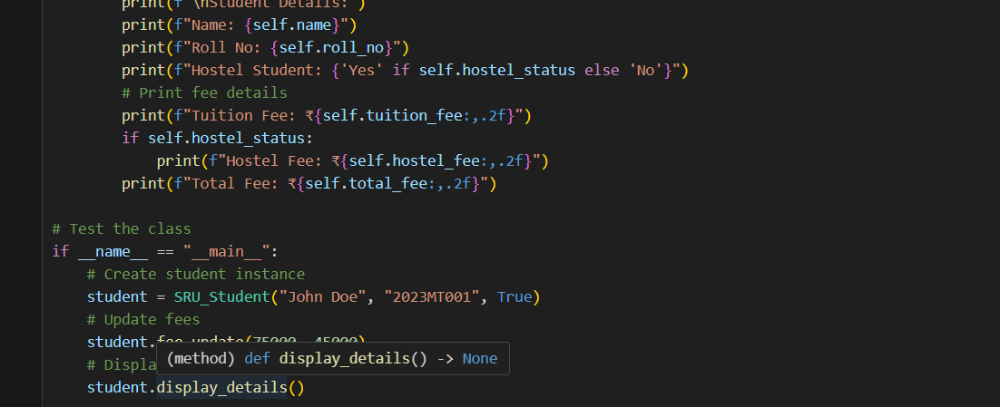 print(f"\nStudent Details:")
print(f"Name: {self.name}")
print(f"Roll No: {self.roll_no}")
print(f"Hostel Student: {'Yes' if self.hostel_status else 'No'}")
# Print fee details
print(f"Tuition Fee: ₹{self.tuition_fee:,.2f}")
if self.hostel_status:
print(f"Hostel Fee: ₹{self.hostel_fee:,.2f}")
print(f"Total Fee: ₹{self.total_fee:,.2f}")
# Test the class
if __name__ == "__main__":
# Create student instance
student = SRU_Student("John Doe", "2023MT001", True)
# Update fees
student.fee_update(75000, 45000)
(method) def display_details() -> None
# Displa
student.display_details()